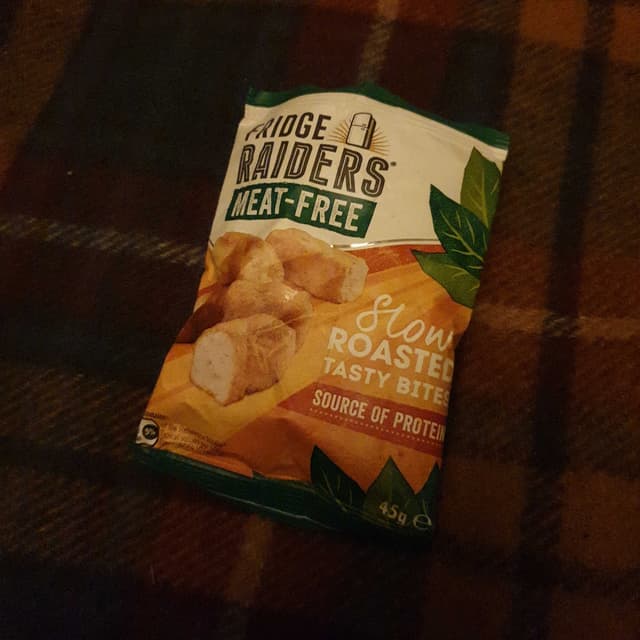 FRIDGE
RAIDERS®
MEAT-FREE
Slow
ROASTED
TASTY BITES
SOURCE OF PROTEIN
45g e